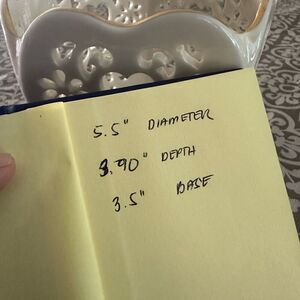 5.5" DIAMETER
3.90" DEPTH
3.5" BASE